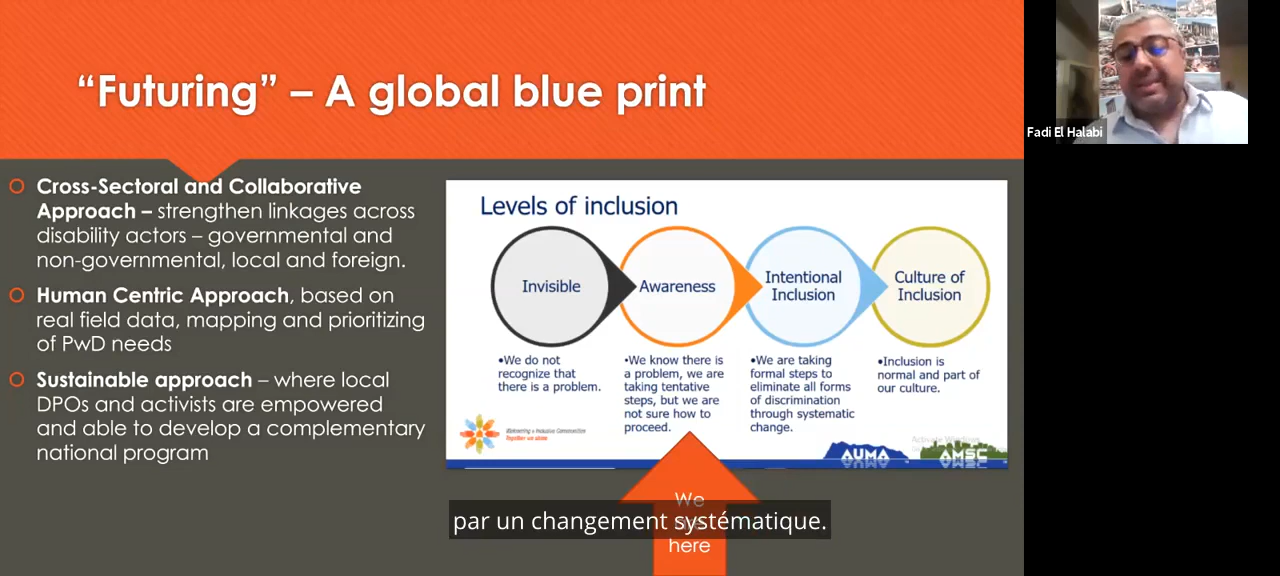 “Futuring” – A global blue print
Cross-Sectoral and Collaborative
Approach – strengthen linkages across
disability actors – governmental and
non-governmental, local and foreign.
Human Centric Approach, based on
real field data, mapping and prioritizing
of PwD needs
Sustainable approach – where local
DPOs and activists are empowered
and able to develop a complementary
national program
Levels of inclusion
Invisible
Awareness
Intentional
Inclusion
Culture of
Inclusion
•We do not
recognize that
there is a problem.
•We know there is
a problem, we are
taking tentative
steps, but we are
not sure how to
proceed.
•We are taking
formal steps to
eliminate all forms
of discrimination
through systematic
change.
•Inclusion is
normal and part of
our culture.
Welcoming & Inclusive Communities
AUMA
AMSC
We
here
par un changement systématique.
Fadi El Halabi